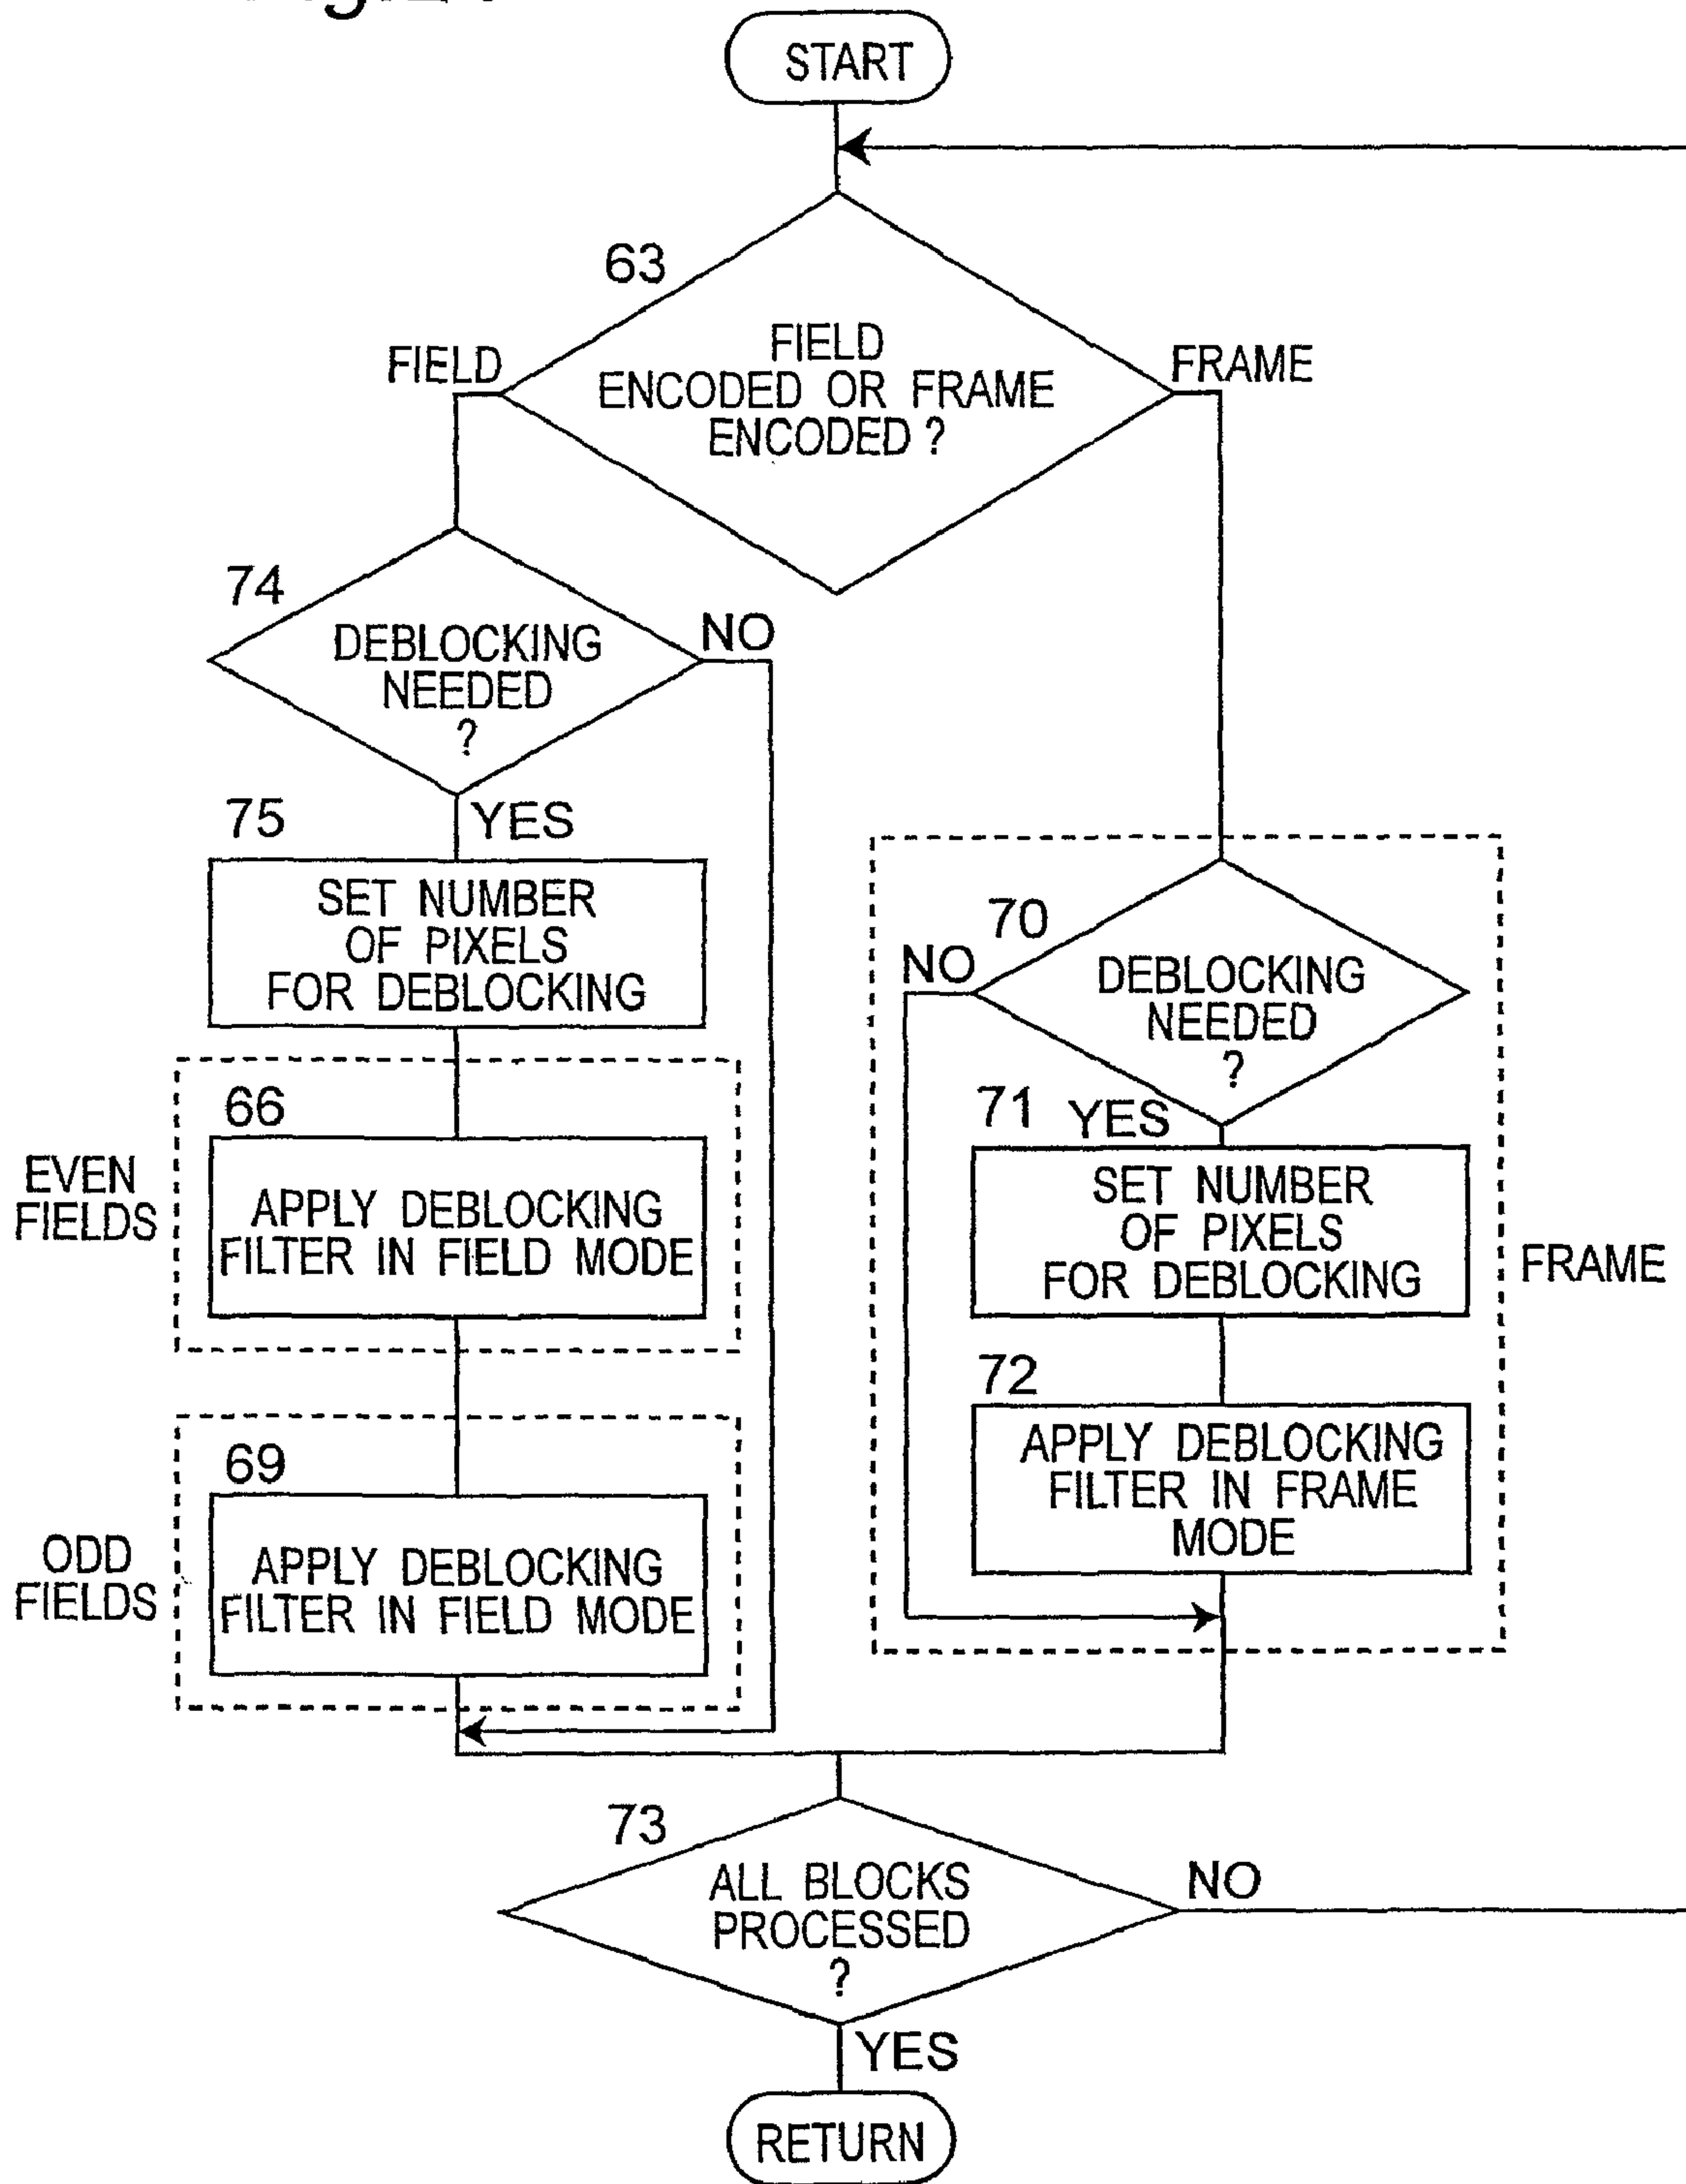 START
63
FIELD
ENCODED OR FRAME
ENCODED ?
FIELD
FRAME
74
DEBLOCKING
NEEDED
?
NO
YES
75
SET NUMBER
OF PIXELS
FOR DEBLOCKING
EVEN
FIELDS
66
APPLY DEBLOCKING
FILTER IN FIELD MODE
ODD
FIELDS
69
APPLY DEBLOCKING
FILTER IN FIELD MODE
70
NO
DEBLOCKING
NEEDED
?
71
YES
SET NUMBER
OF PIXELS
FOR DEBLOCKING
FRAME
72
APPLY DEBLOCKING
FILTER IN FRAME
MODE
73
ALL BLOCKS
PROCESSED
?
NO
YES
RETURN